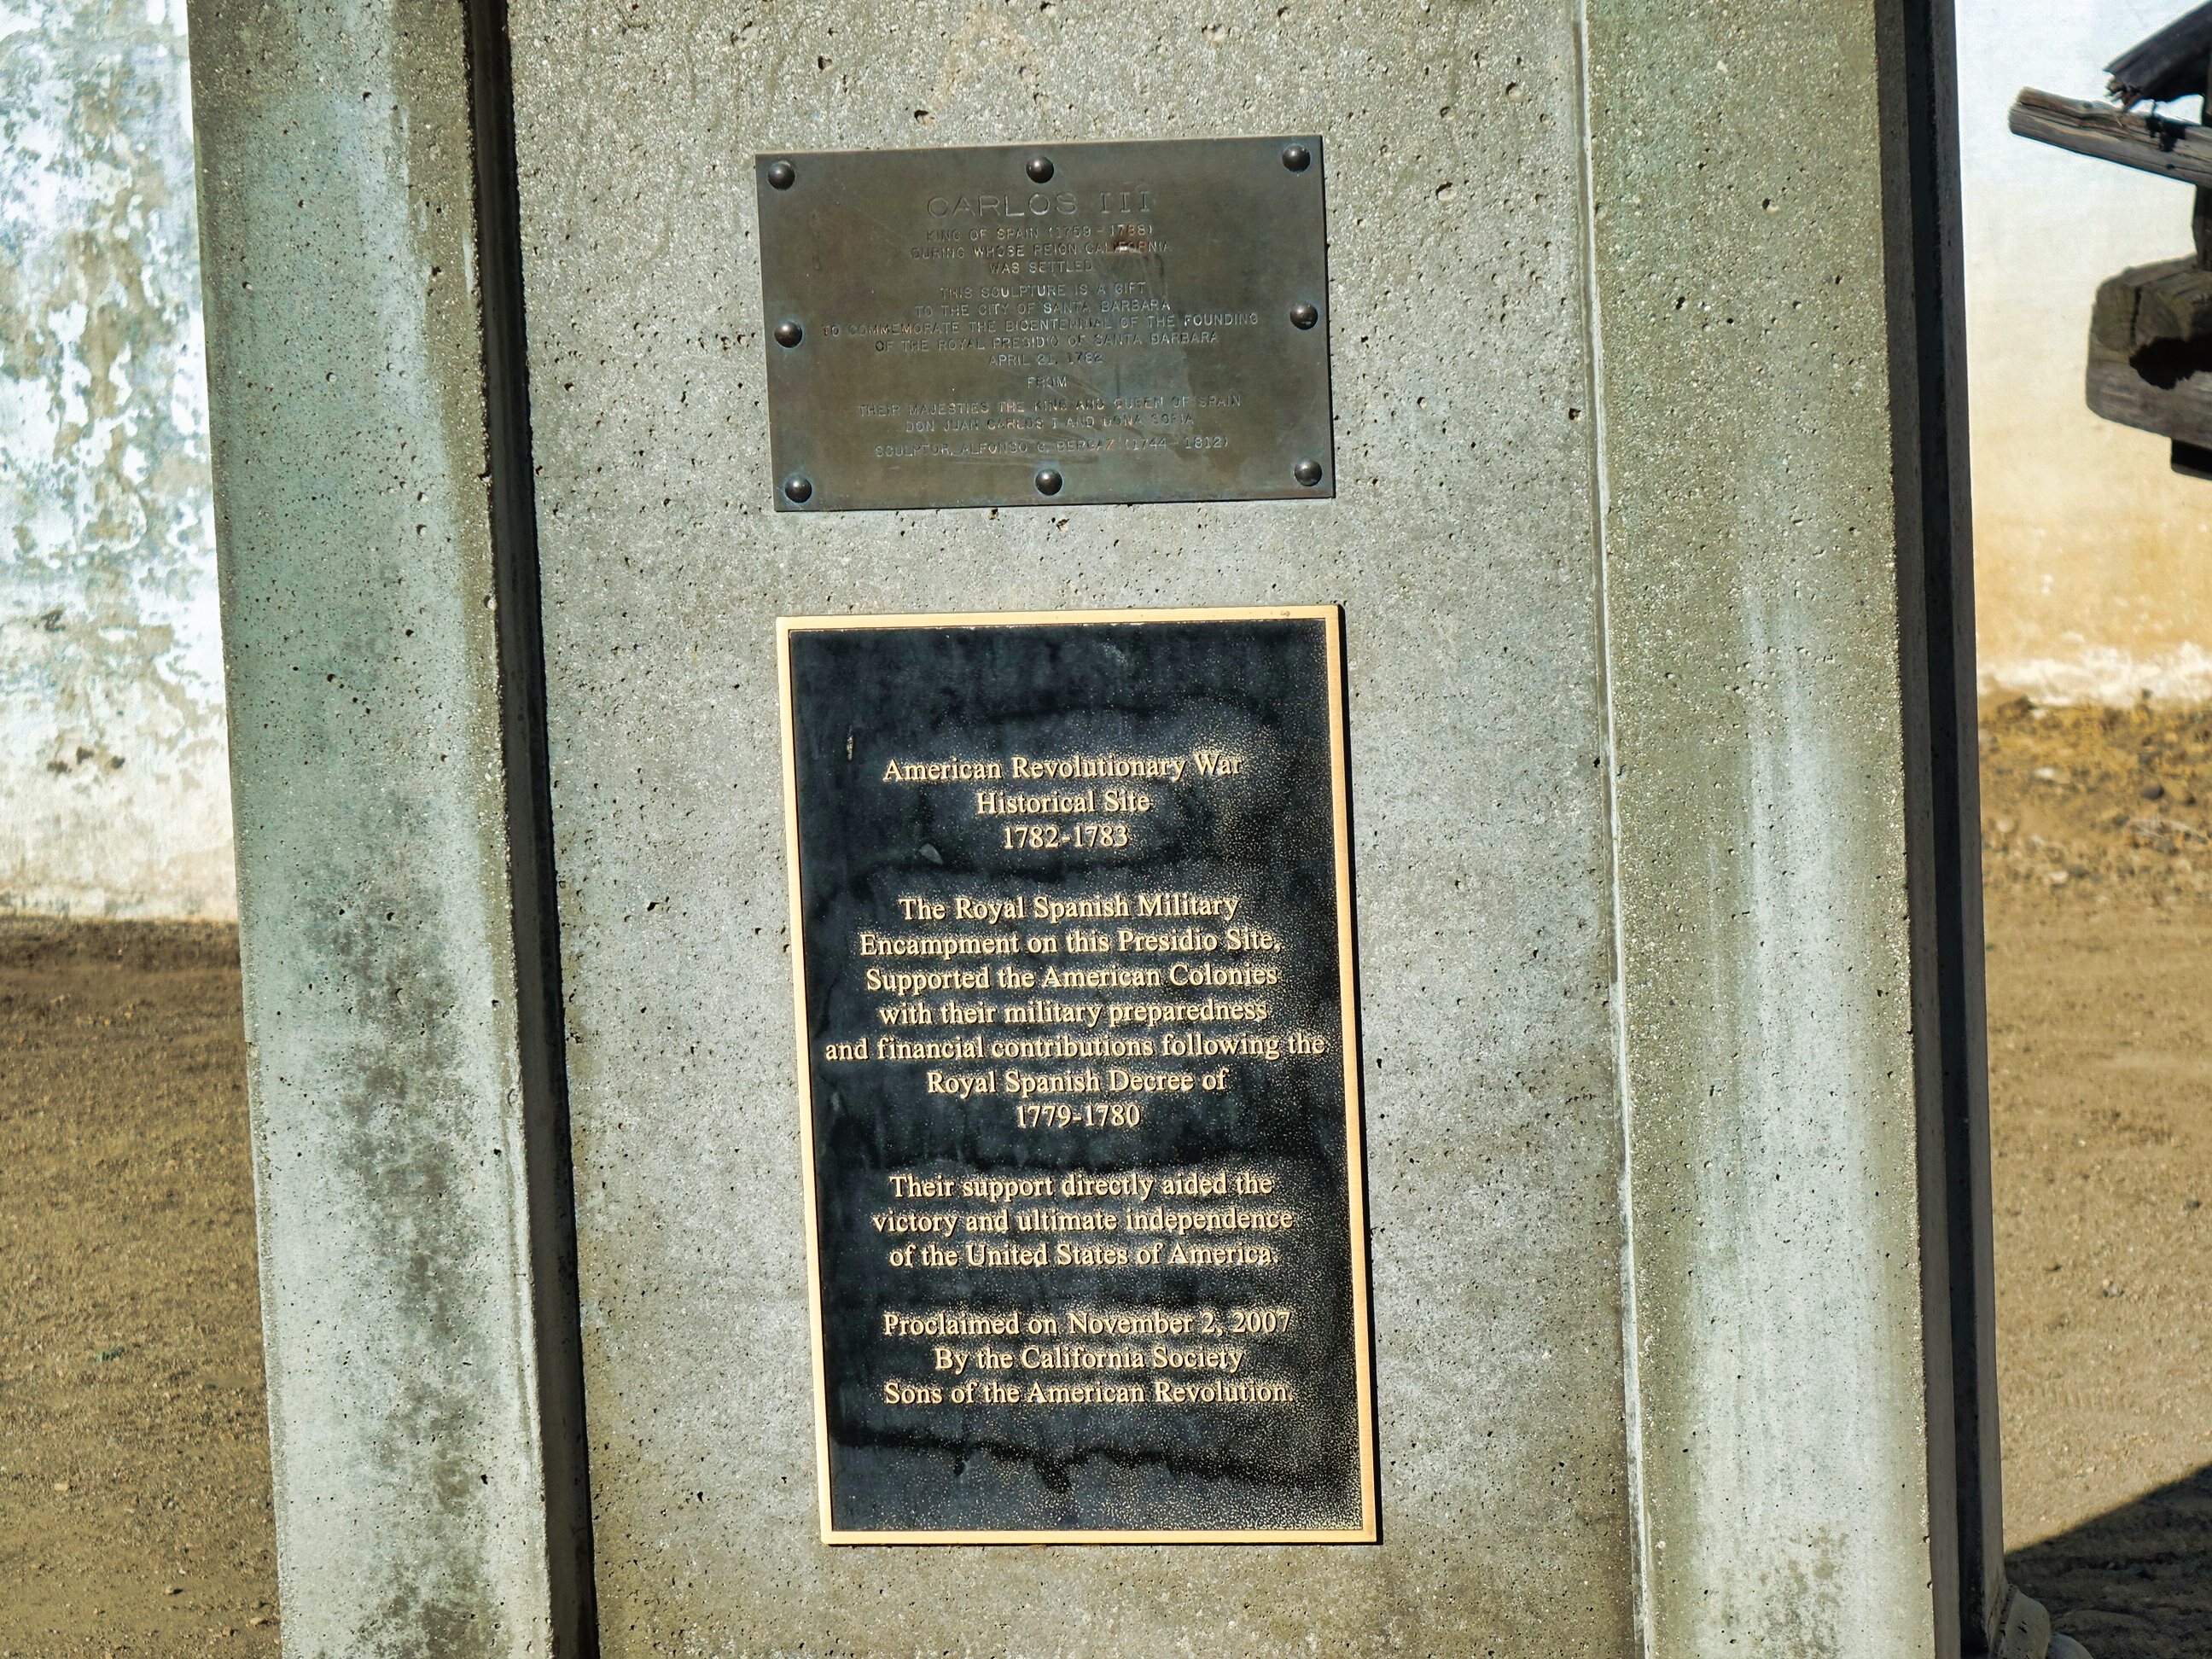 CARLOS III
KING OF SPAIN (1759-1788)
DURING WHOSE REIGN CALIFORNIA
WAS SETTLED
THIS SCULPTURE IS A GIFT
TO THE CITY OF SANTA BARBARA
TO COMMEMORATE THE BICENTENNIAL OF THE FOUNDING
OF THE ROYAL PRESIDIO OF SANTA BARBARA
APRIL 21, 1782
FROM
THEIR MAJESTIES THE KING AND QUEEN OF SPAIN
DON JUAN CARLOS I AND DONA SOFIA
SCULPTOR, ALFONSO G. BERGAZ (1744-1812)
American Revolutionary War
Historical Site
1782-1783
The Royal Spanish Military
Encampment on this Presidio Site,
Supported the American Colonies
with their military preparedness
and financial contributions following the
Royal Spanish Decree of
1779-1780
Their support directly aided the
victory and ultimate independence
of the United States of America.
Proclaimed on November 2, 2007
By the California Society
Sons of the American Revolution.